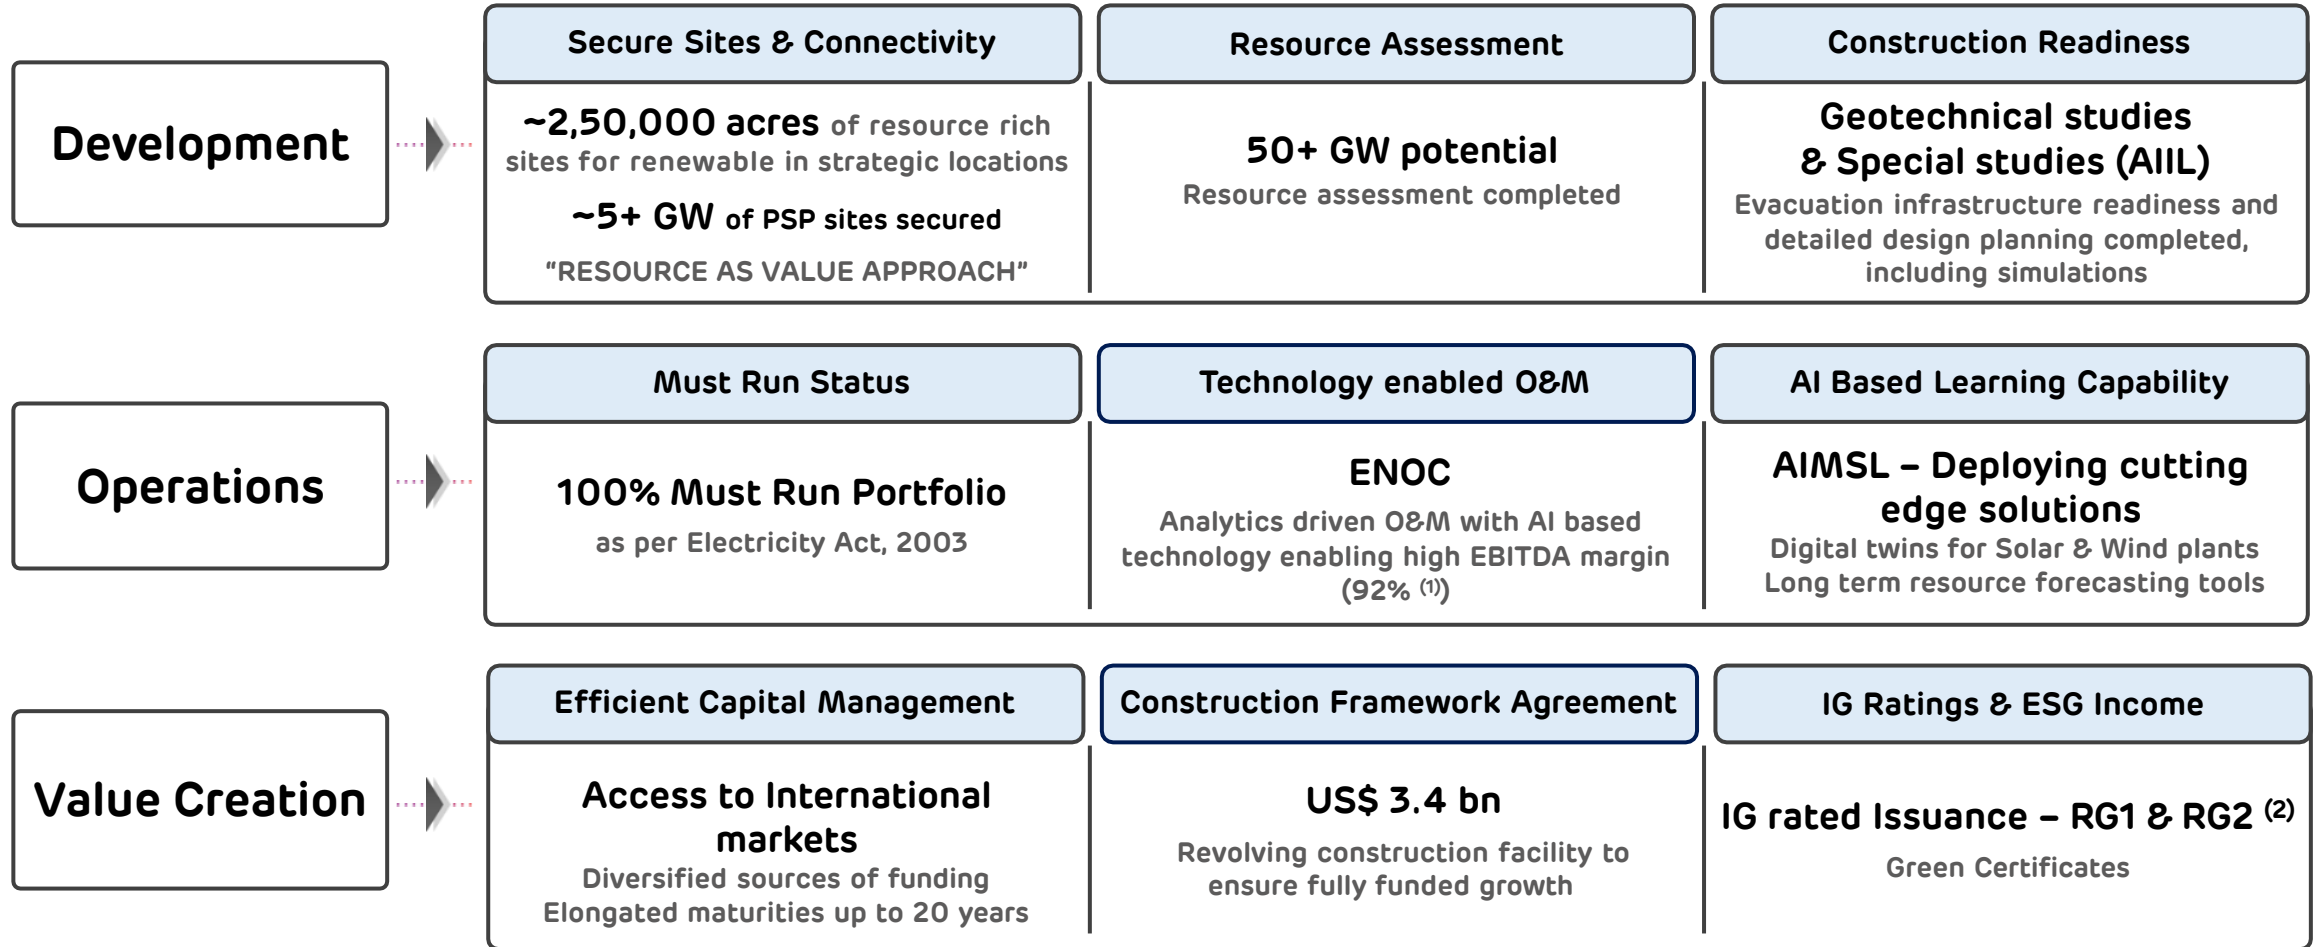 Development
Secure Sites & Connectivity
~2,50,000 acres of resource rich
sites for renewable in strategic locations
~5+ GW of PSP sites secured
“RESOURCE AS VALUE APPROACH”
Resource Assessment
50+ GW potential
Resource assessment completed
Construction Readiness
Geotechnical studies
& Special studies (AIIL)
Evacuation infrastructure readiness and
detailed design planning completed,
including simulations
Operations
Must Run Status
100% Must Run Portfolio
as per Electricity Act, 2003
Technology enabled O&M
ENOC
Analytics driven O&M with AI based
technology enabling high EBITDA margin
(92% (1))
AI Based Learning Capability
AIMSL – Deploying cutting
edge solutions
Digital twins for Solar & Wind plants
Long term resource forecasting tools
Value Creation
Efficient Capital Management
Access to International
markets
Diversified sources of funding
Elongated maturities up to 20 years
Construction Framework Agreement
US$ 3.4 bn
Revolving construction facility to
ensure fully funded growth
IG Ratings & ESG Income
IG rated Issuance – RG1 & RG2 (2)
Green Certificates